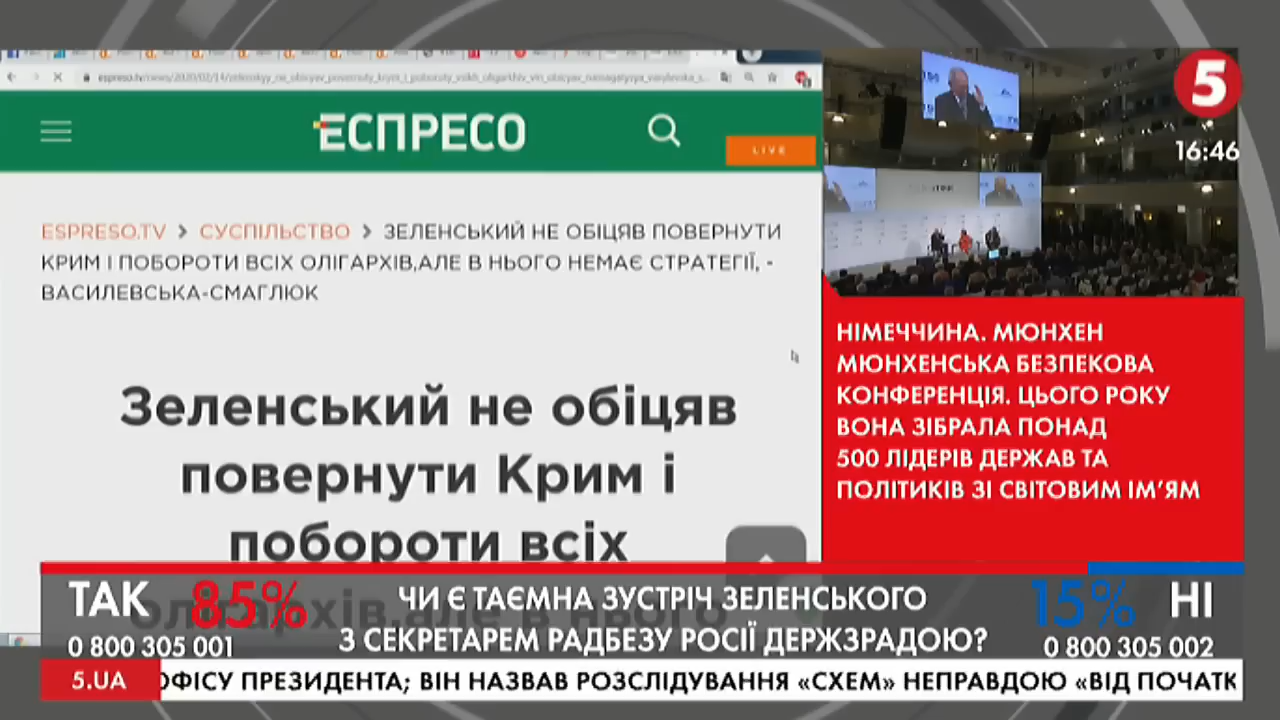 ЕСПРЕСО
LIVE
ESPRESO.TV > СУСПІЛЬСТВО > ЗЕЛЕНСЬКИЙ НЕ ОБІЦЯВ ПОВЕРНУТИ
КРИМ І ПОБОРОТИ ВСІХ ОЛІГАРХІВ,АЛЕ В НЬОГО НЕМАЄ СТРАТЕГІЇ, -
ВАСИЛЕВСЬКА-СМАГЛЮК
Зеленський не обіцяв
повернути Крим і
побороти всіх
олігархів,але в нього
5
16:46
НІМЕЧЧИНА. МЮНХЕН
МЮНХЕНСЬКА БЕЗПЕКОВА
КОНФЕРЕНЦІЯ. ЦЬОГО РОКУ
ВОНА ЗІБРАЛА ПОНАД
500 ЛІДЕРІВ ДЕРЖАВ ТА
ПОЛІТИКІВ ЗІ СВІТОВИМ ІМ'ЯМ
ТАК 85%
0 800 305 001
ЧИ Є ТАЄМНА ЗУСТРІЧ ЗЕЛЕНСЬКОГО
З СЕКРЕТАРЕМ РАДБЕЗУ РОСІЇ ДЕРЖЗРАДОЮ?
15% НІ
0 800 305 002
5.UA
ОФІСУ ПРЕЗИДЕНТА; ВІН НАЗВАВ РОЗСЛІДУВАННЯ «СХЕМ» НЕПРАВДОЮ «ВІД ПОЧАТК